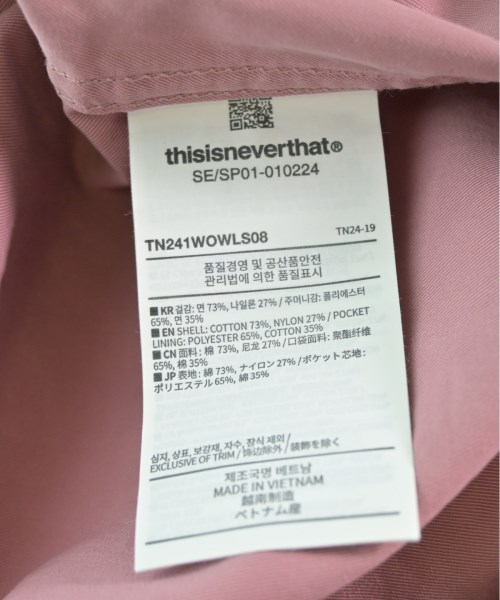 thisisneverthat®
SE/SP01-010224
TN241WOWLS08
TN24-19
품질경영 및 공산품안전
관리법에 의한 품질표시
■ KR 겉감: 면 73%, 나일론 27% / 주머니감: 폴리에스터
65%, 면 35%
■ EN SHELL: COTTON 73%, NYLON 27% / POCKET
LINING: POLYESTER 65%, COTTON 35%
■ CN 面料: 棉 73%, 尼龙 27% / 口袋面料: 聚酯纤维
65%, 棉 35%
■ JP 表地: 綿 73%, ナイロン 27% / ポケット 芯地:
ポリエステル 65%, 綿 35%
심지, 상표, 보강재, 자수, 장식 제외 /
EXCLUSIVE OF TRIM / 饰边除外 / 装飾を除く
제조국명 베트남
MADE IN VIETNAM
越南制造
ベトナム産